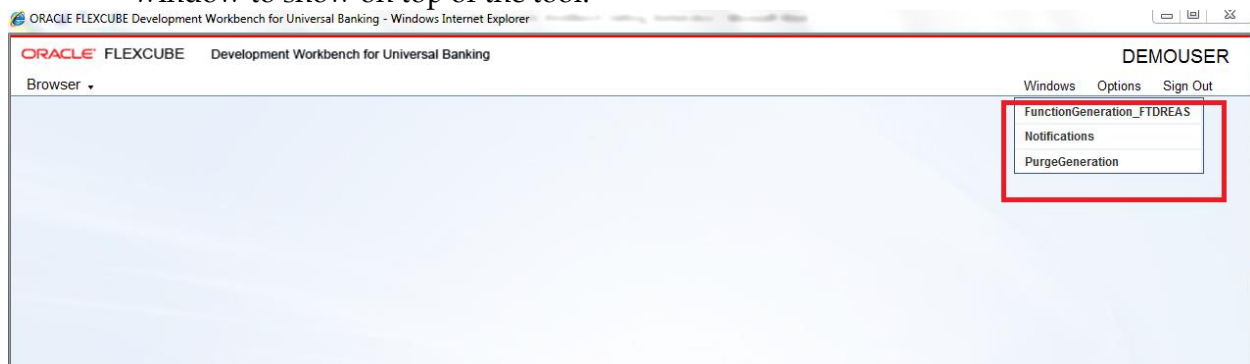 window to show on top of the tool.
ORACLE FLEXCUBE Development Workbench for Universal Banking - Windows Internet Explorer
ORACLE FLEXCUBE Development Workbench for Universal Banking
DEMOUSER
Browser
Windows Options Sign Out
FunctionGeneration_FTDREAS
Notifications
PurgeGeneration